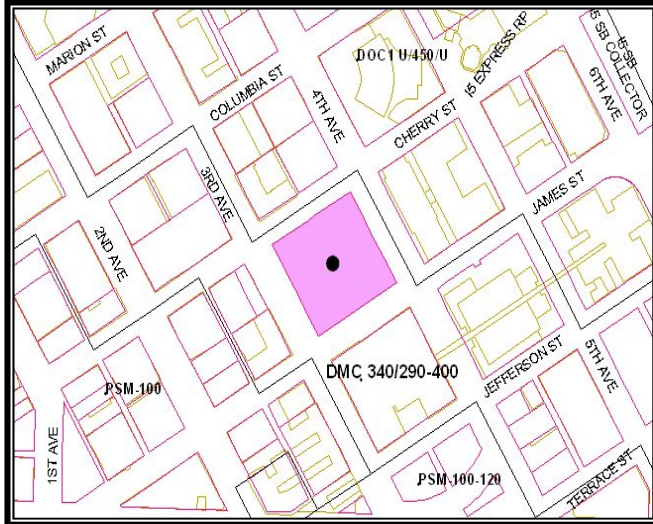 MARION ST
COLUMBIA ST
4TH AVE
DOC1 U/450/U
I5 EXPRESS RP
I5 SB
I5 SB COLLECTOR
6TH AVE
CHERRY ST
3RD AVE
JAMES ST
2ND AVE
DMC 340/290-400
JEFFERSON ST
5TH AVE
PSM-100
1ST AVE
PSM-100-120
TERRACE ST